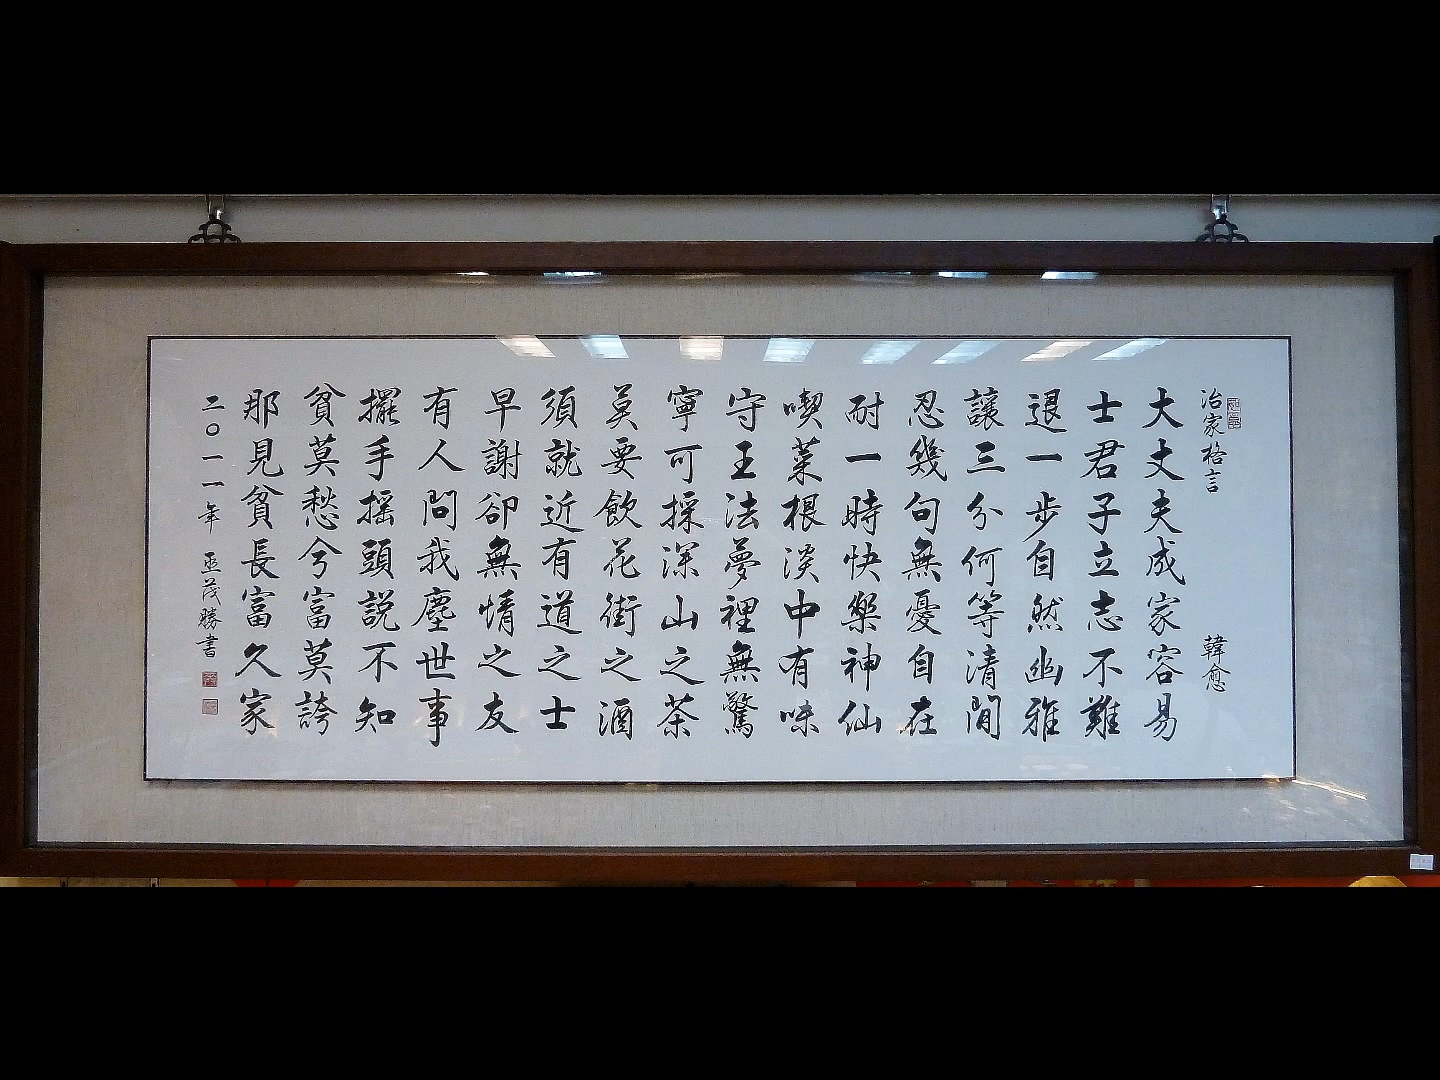 治家格言 韓愈
大丈夫成家容易
士君子立志不難
退一步自然幽雅
讓三分何等清閒
忍幾句無憂自在
耐一時快樂神仙
喫菜根淡中有味
守王法夢裡無驚
寧可採深山之茶
莫要飲花街之酒
須就近有道之士
早謝卻無情之友
有人問我塵世事
擺手搖頭說不知
貧莫愁兮富莫誇
那見貧長富久家
二〇一一年 巫茂勝書